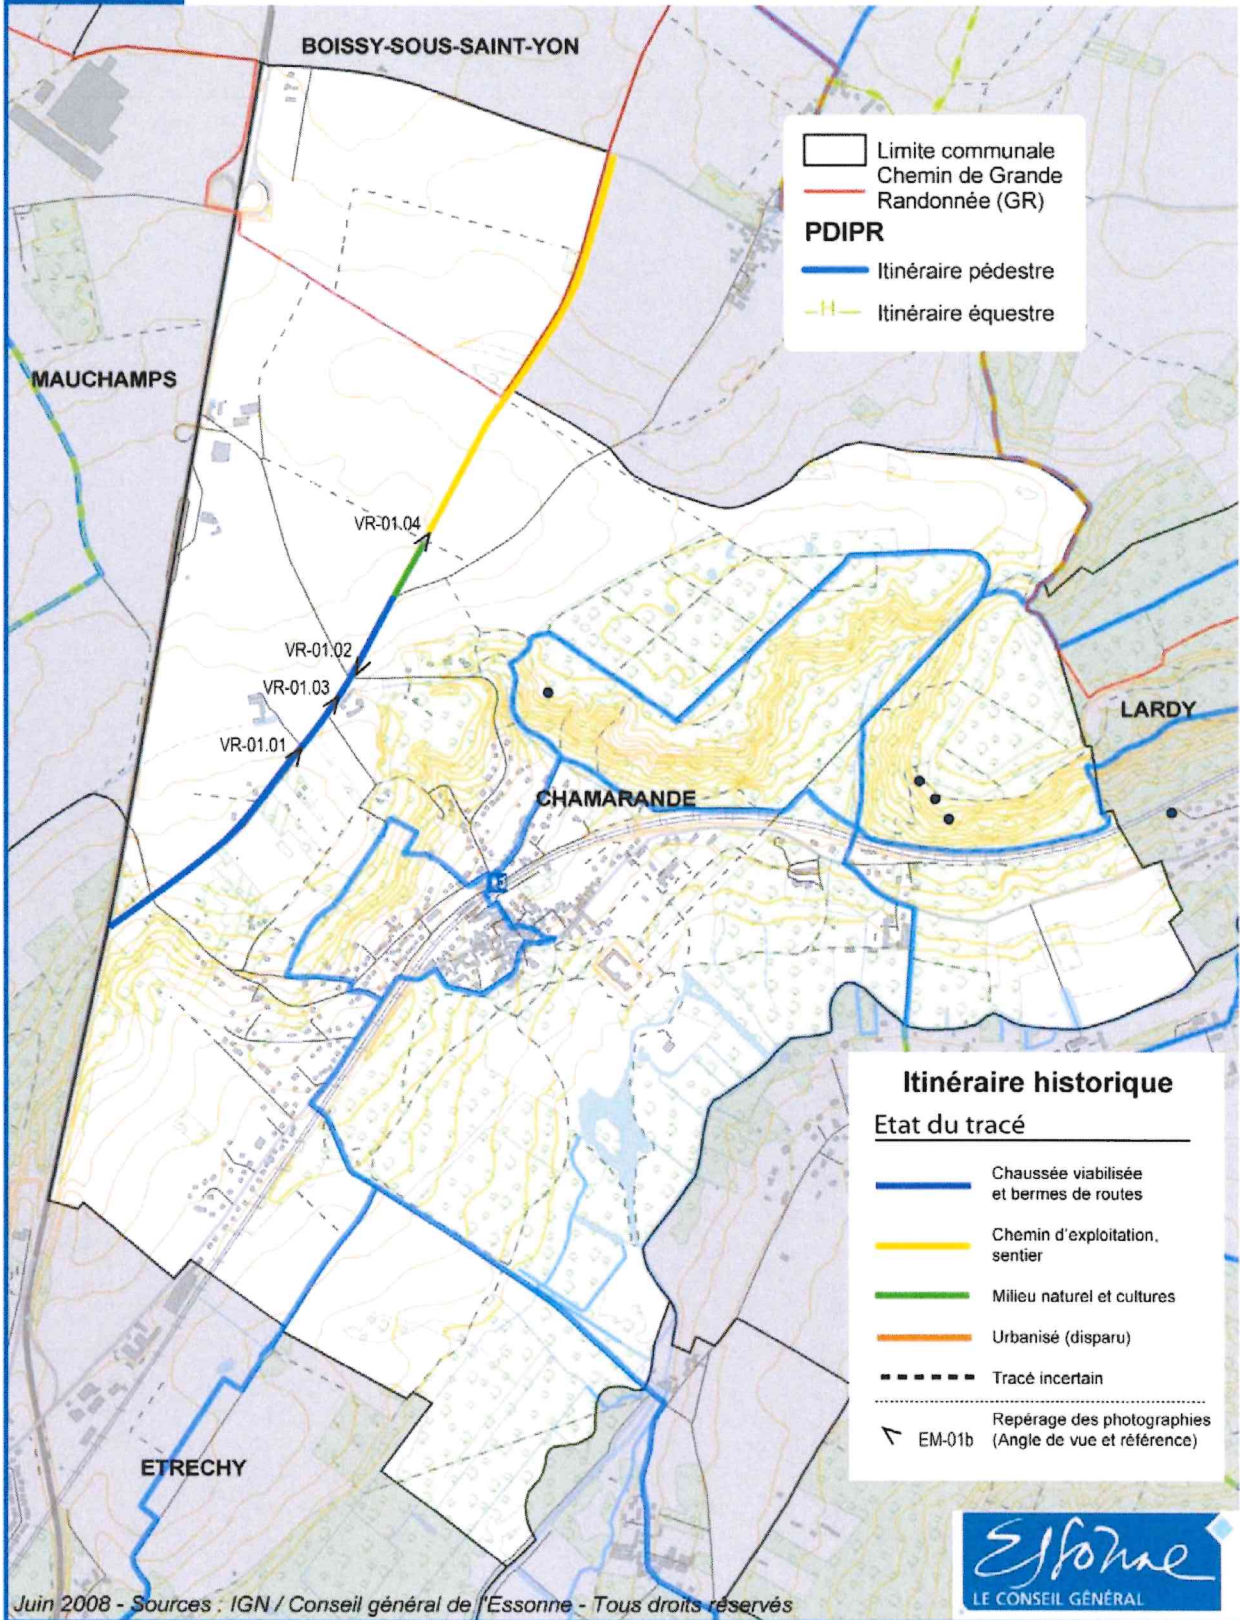 BOISSY-SOUS-SAINT-YON
Limite communale
Chemin de Grande
Randonnée (GR)
PDIPR
Itinéraire pédestre
H Itinéraire équestre
MAUCHAMPS
VR-01.04
VR-01.02
VR-01.03
VR-01.01
LARDY
CHAMARANDE
Itinéraire historique
Etat du tracé
Chaussée viabilisée
et bermes de routes
Chemin d'exploitation,
sentier
Milieu naturel et cultures
Urbanisé (disparu)
Tracé incertain
Repérage des photographies
EM-01b (Angle de vue et référence)
ETRECHY
Essonne
LE CONSEIL GÉNÉRAL
Juin 2008 - Sources : IGN / Conseil général de l'Essonne - Tous droits réservés